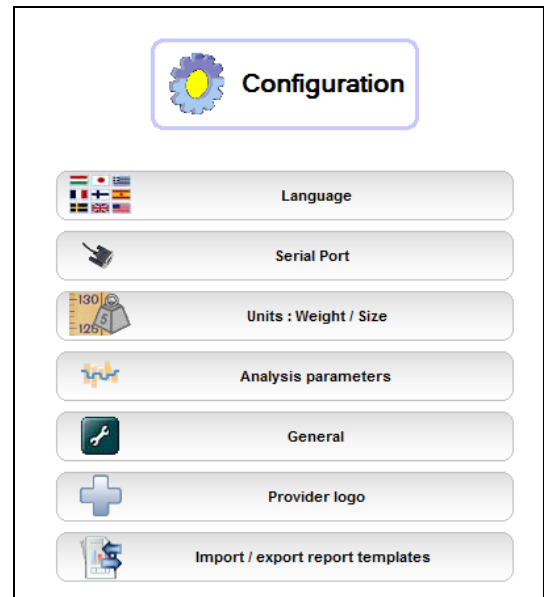 Configuration
Language
Serial Port
130
5
125
Units : Weight / Size
Analysis parameters
General
Provider logo
Import / export report templates